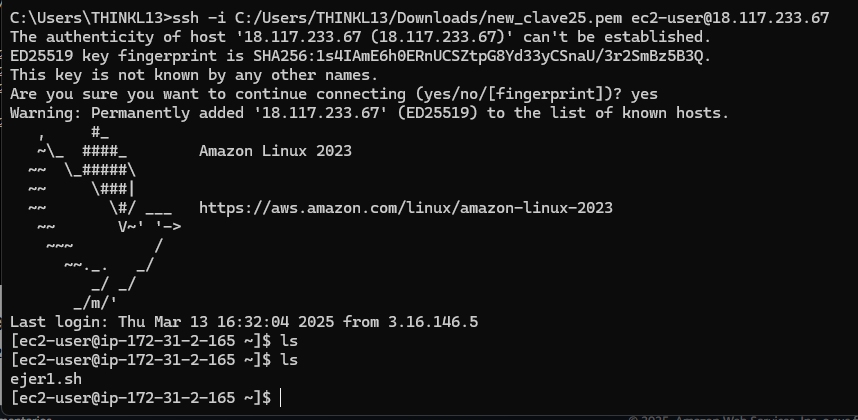 C:\Users\THINKL13>ssh -i C:/Users/THINKL13/Downloads/new_clave25.pem ec2-user@18.117.233.67
The authenticity of host '18.117.233.67 (18.117.233.67)' can't be established.
ED25519 key fingerprint is SHA256:1s4IAmE6h0ERnUCSZtpG8Yd33yCSnaU/3r2SmBz5B3Q.
This key is not known by any other names.
Are you sure you want to continue connecting (yes/no/[fingerprint])? yes
Warning: Permanently added '18.117.233.67' (ED25519) to the list of known hosts.
   ,     #_
   ~\_  ####_        Amazon Linux 2023
  ~~  \_#####\
  ~~     \###|
  ~~       \#/ ___   https://aws.amazon.com/linux/amazon-linux-2023
   ~~       V~' '->
    ~~~         /
      ~~._.   _/
         _/ _/
       _/m/'
Last login: Thu Mar 13 16:32:04 2025 from 3.16.146.5
[ec2-user@ip-172-31-2-165 ~]$ ls
[ec2-user@ip-172-31-2-165 ~]$ ls
ejer1.sh
[ec2-user@ip-172-31-2-165 ~]$